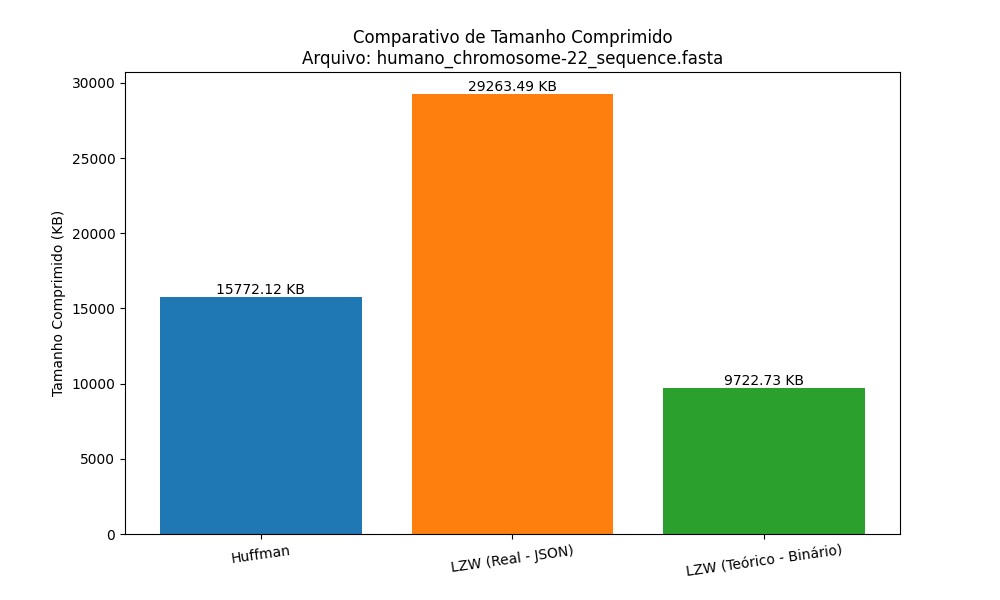 Comparativo de Tamanho Comprimido
Arquivo: humano_chromosome-22_sequence.fasta
Tamanho Comprimido (KB)
30000
25000
20000
15000
10000
5000
0
15772.12 KB
29263.49 KB
9722.73 KB
Huffman
LZW (Real - JSON)
LZW (Teórico - Binário)